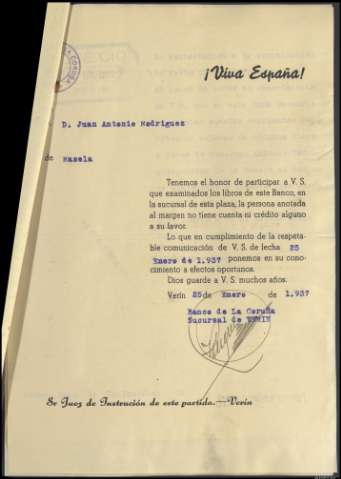 ¡Viva España!
D. Juan Antonio Rodriguez
de Rasela
Tenemos el honor de participar a V. S.
que examinados los libros de este Banco, en
la sucursal de esta plaza, la persona anotada
al margen no tiene cuenta ni crédito alguno
a su favor.
Lo que en cumplimiento de la respeta-
ble comunicación de V. S. de fecha 25
Enero de 1.937 ponemos en su cono-
cimiento a efectos oportunos.
Dios guarde a V. S. muchos años.
Verín 25 de Enero de 1.937
Banco de La Coruña
Sucursal de VERIN
Sr Juez de Instrución de este partido.—Verín